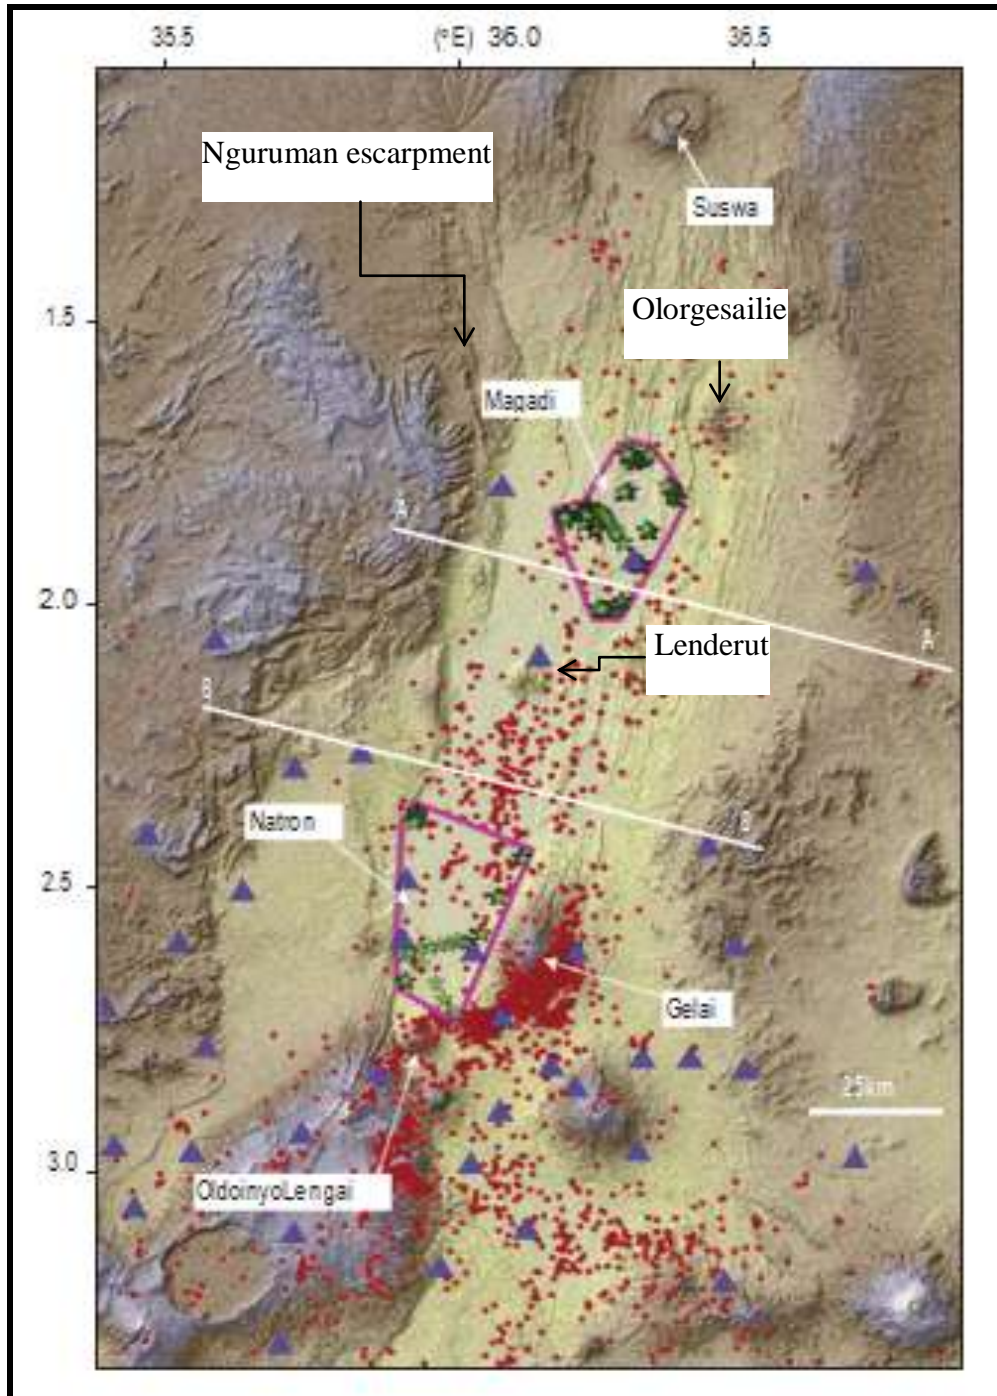 35.5 (°E) 36.0 36.5
Nguruman escarpment
Suswa
1.5
Olorgesailie
Magadi
A
2.0
Lenderut
A'
B
Natron
B
2.5
Gelai
25km
3.0
OldoinyoLengai